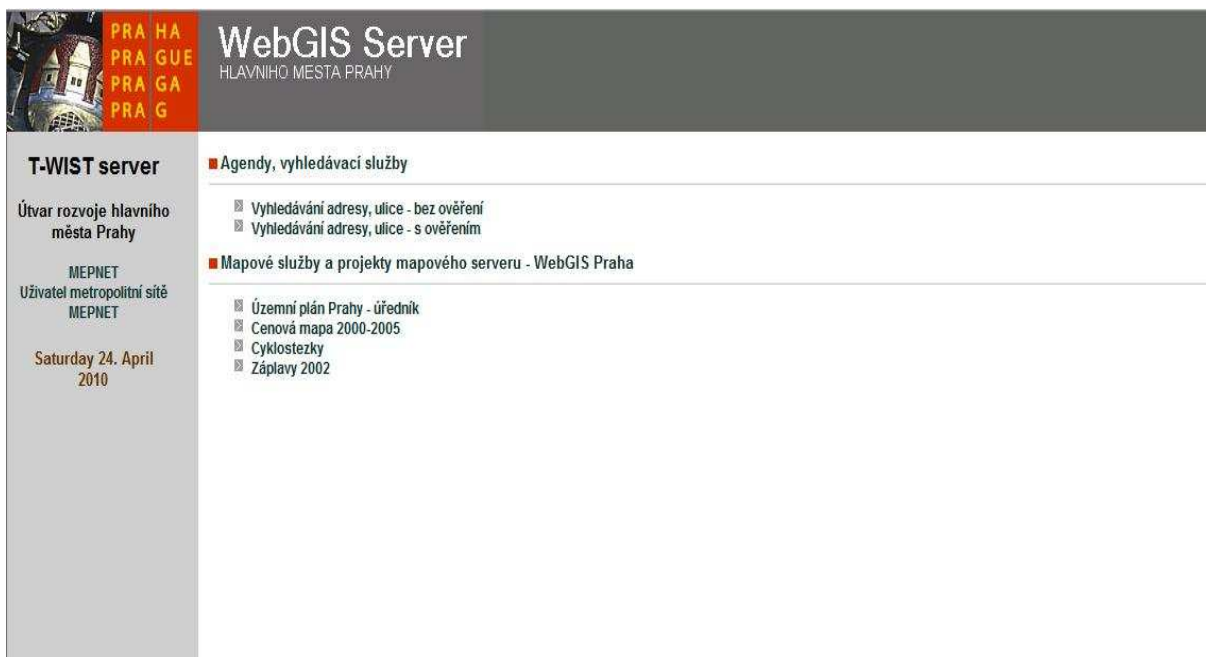 PRA HA
PRA GUE
PRA GA
PRA G
WebGIS Server
HLAVNIHO MESTA PRAHY
T-WIST server
Útvar rozvoje hlavního
města Prahy
MEPNET
Uživatel metropolitní sítě
MEPNET
Saturday 24. April
2010
Agendy, vyhledávací služby
Vyhledávání adresy, ulice - bez ověření
Vyhledávání adresy, ulice - s ověřením
Mapové služby a projekty mapového serveru - WebGIS Praha
Územní plán Prahy - úředník
Cenová mapa 2000-2005
Cyklostezky
Záplavy 2002